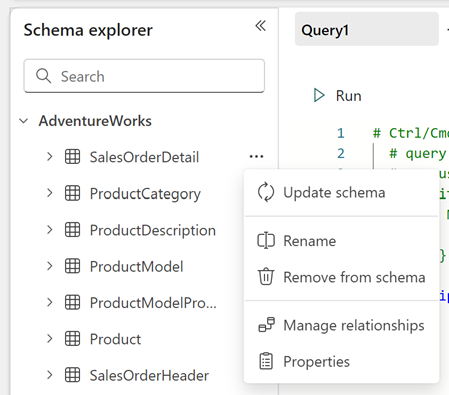 Schema explorer
Query1
Search
Run
AdventureWorks
1 # Ctrl/Cmd
2 # query
SalesOrderDetail
ProductCategory
Update schema
ProductDescription
Rename
ProductModel
Remove from schema
ProductModelPro...
Manage relationships
Product
Properties
SalesOrderHeader